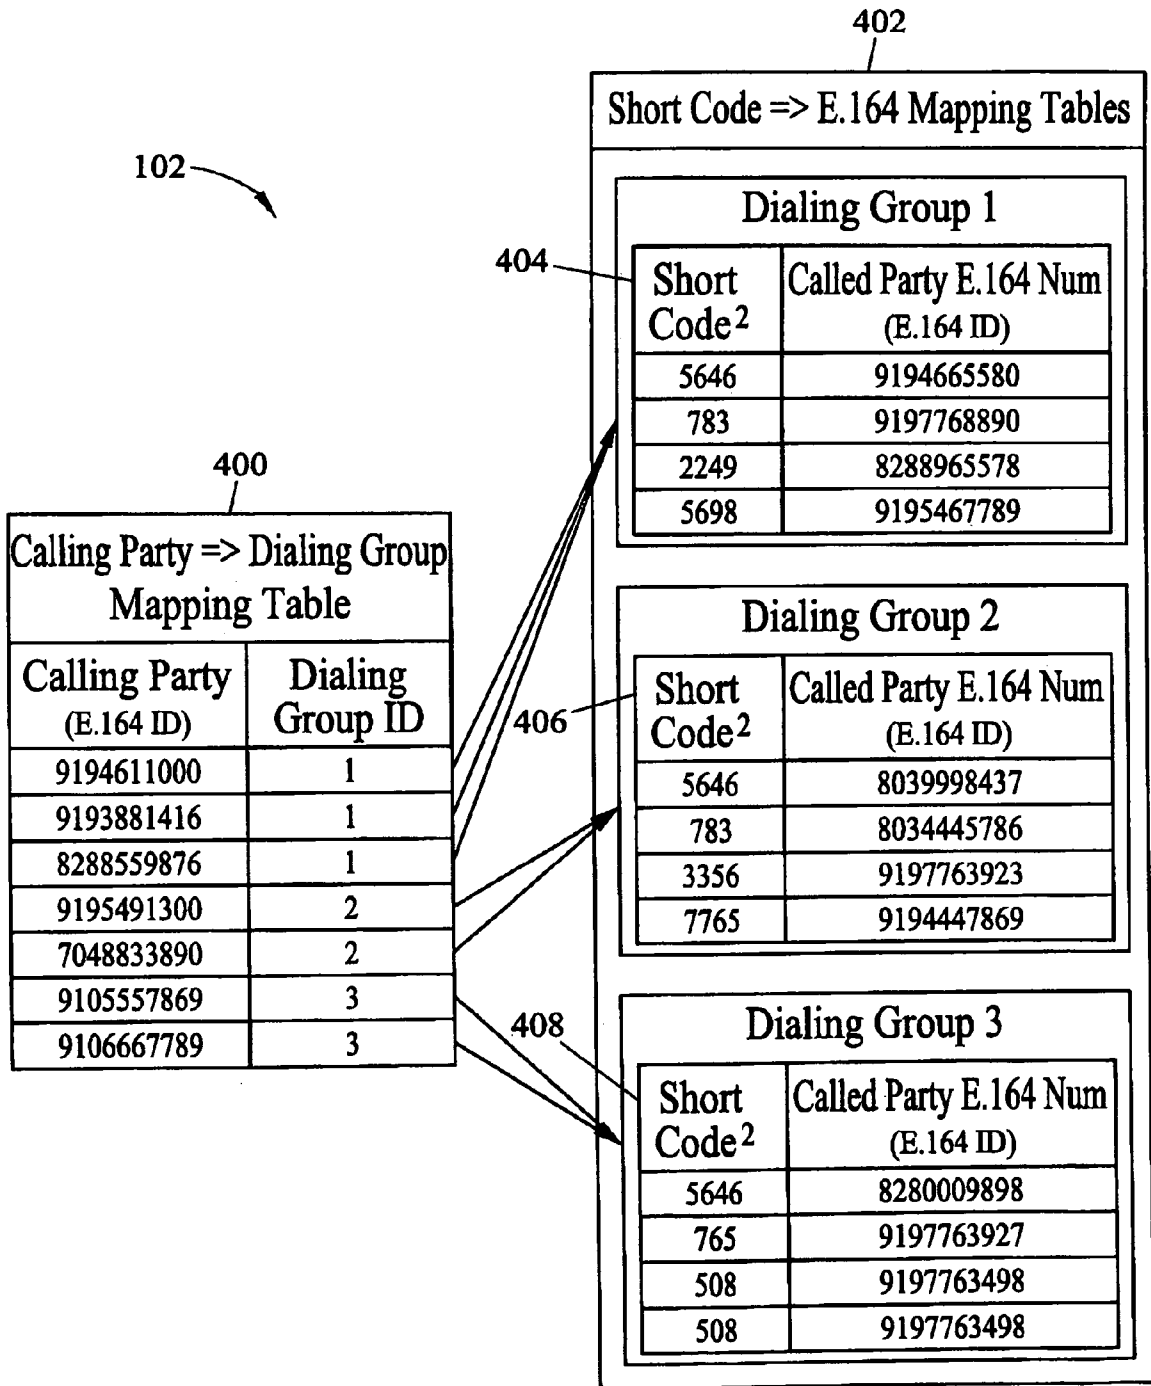 402
Short Code => E.164 Mapping Tables
102
Dialing Group 1
404
Short Code² Called Party E.164 Num (E.164 ID)
5646 9194665580
783 9197768890
2249 8288965578
5698 9195467789
400
Calling Party => Dialing Group
Mapping Table
Calling Party Dialing
(E.164 ID) Group ID
9194611000 1
9193881416 1
8288559876 1
9195491300 2
7048833890 2
9105557869 3
9106667789 3
Dialing Group 2
406
Short Called Party E.164 Num
Code² (E.164 ID)
5646 8039998437
783 8034445786
3356 9197763923
7765 9194447869
Dialing Group 3
408
Short Called Party E.164 Num
Code² (E.164 ID)
5646 8280009898
765 9197763927
508 9197763498
508 9197763498